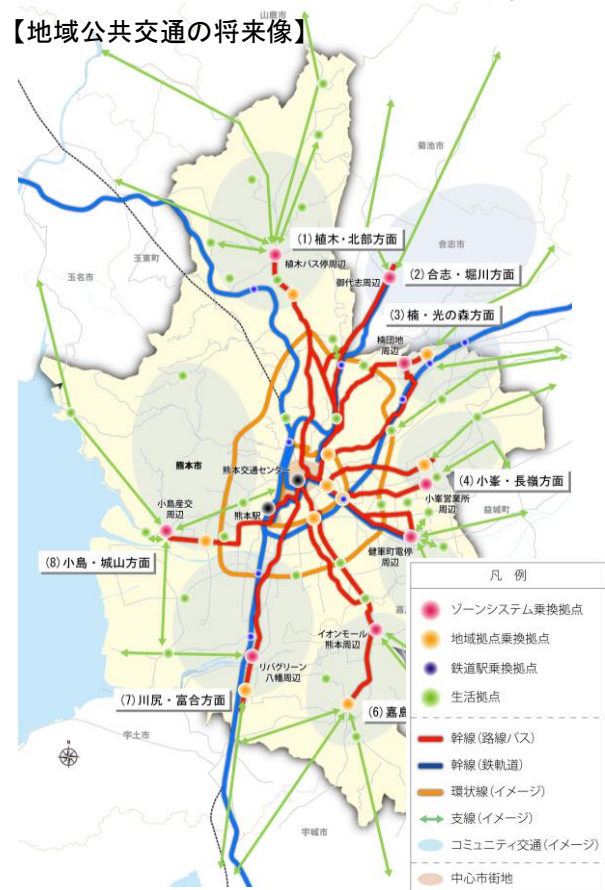 山鹿市
【地域公共交通の将来像】
菊池市
(1)植木・北部方面
玉東町
合志市
植木バス停周辺
御代志周辺
(2)合志・堀川方面
玉名市
(3)楠・光の森方面
楠団地
周辺
熊本市
熊本交通センター
(4)小峯・長嶺方面
小島産交
周辺
熊本駅
小峯営業所
周辺
益城町
健軍町電停
周辺
(8)小島・城山方面
イオンモール
熊本周辺
リバグリーン
八幡周辺
(7)川尻・富合方面
(6)嘉島
宇土市
N
宇城市
凡 例
ゾーンシステム乗換拠点
地域拠点乗換拠点
鉄道駅乗換拠点
生活拠点
幹線(路線バス)
幹線(鉄軌道)
環状線(イメージ)
支線(イメージ)
コミュニティ交通(イメージ)
中心市街地